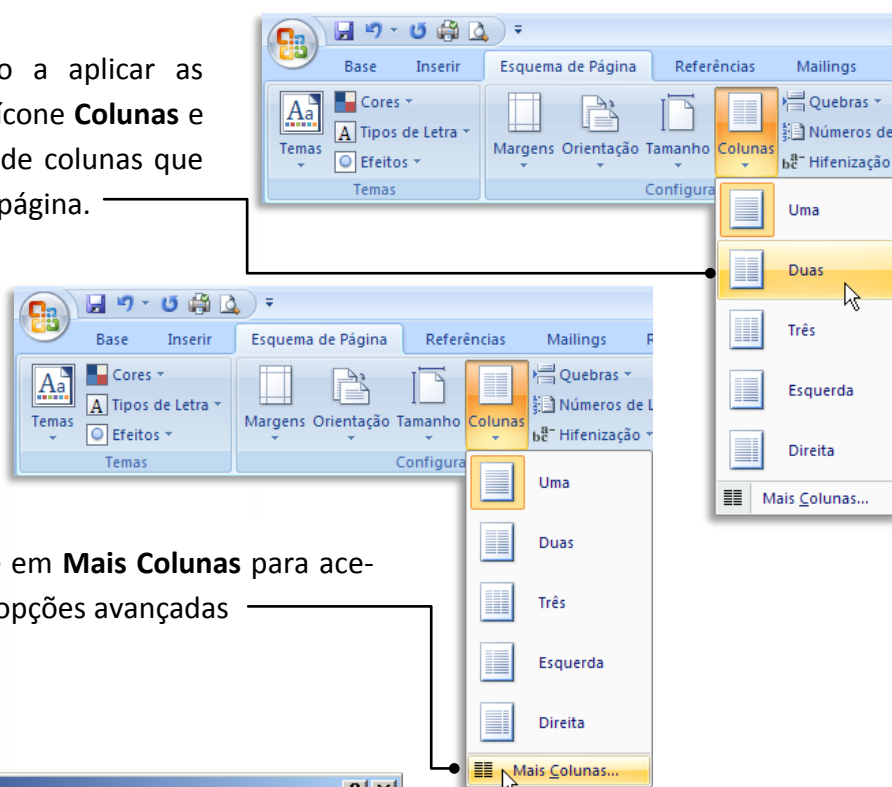 o a aplicar as
ícone Colunas e
de colunas que
página.
Base Inserir Esquema de Página Referências Mailings
Temas
Cores
Tipos de Letra
Efeitos
Temas
Margens Orientação Tamanho Colunas
Quebras
Números de
Hifenização
Configura
Uma
Duas
Três
Esquerda
Direita
Mais Colunas...
Base Inserir Esquema de Página Referências Mailings R
Temas
Cores
Tipos de Letra
Efeitos
Temas
Margens Orientação Tamanho Colunas
Quebras
Números de L
Hifenização
Configura
Uma
Duas
Três
Esquerda
Direita
Mais Colunas...
em Mais Colunas para ace-
opções avançadas